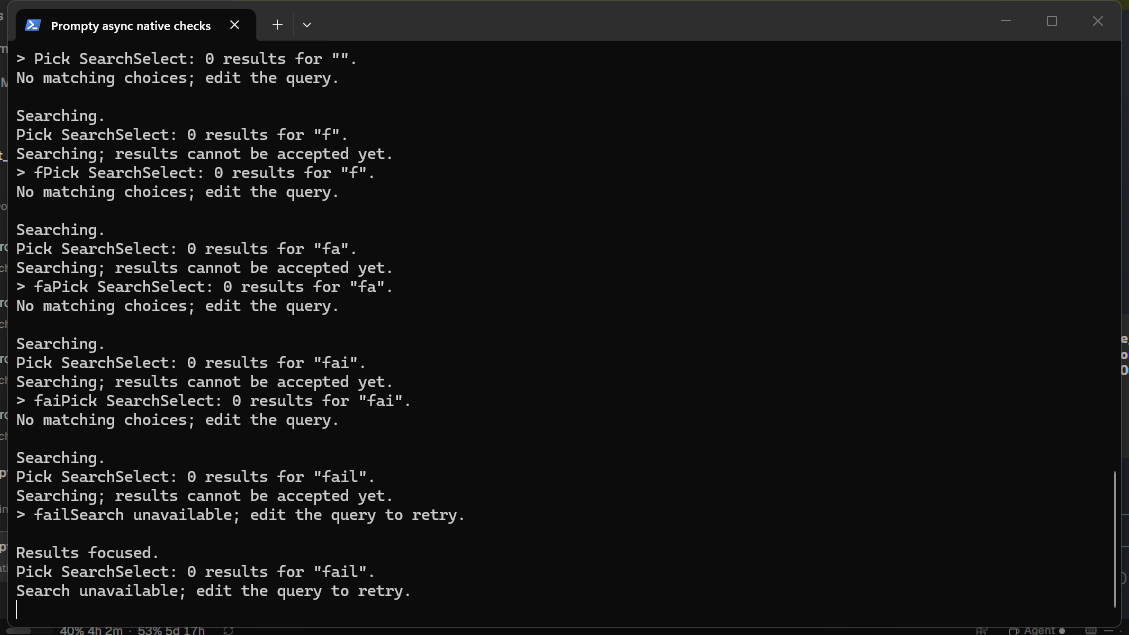 Prompty async native checks
> Pick SearchSelect: 0 results for "".
No matching choices; edit the query.
Searching.
Pick SearchSelect: 0 results for "f".
Searching; results cannot be accepted yet.
> fPick SearchSelect: 0 results for "f".
No matching choices; edit the query.
Searching.
Pick SearchSelect: 0 results for "fa".
Searching; results cannot be accepted yet.
> faPick SearchSelect: 0 results for "fa".
No matching choices; edit the query.
Searching.
Pick SearchSelect: 0 results for "fai".
Searching; results cannot be accepted yet.
> faiPick SearchSelect: 0 results for "fai".
No matching choices; edit the query.
Searching.
Pick SearchSelect: 0 results for "fail".
Searching; results cannot be accepted yet.
> failSearch unavailable; edit the query to retry.
Results focused.
Pick SearchSelect: 0 results for "fail".
Search unavailable; edit the query to retry.
40% 4h 2m · 53% 5d 17h
Agent